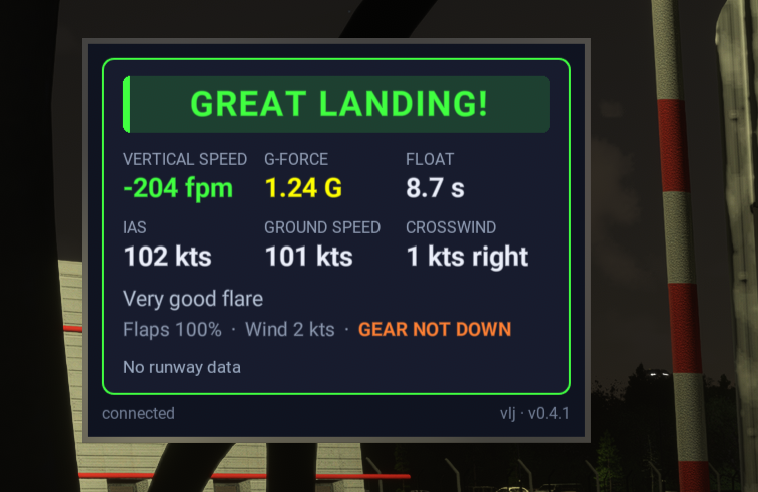 GREAT LANDING!
VERTICAL SPEED G-FORCE FLOAT
-204 fpm 1.24 G 8.7 s
IAS GROUND SPEED CROSSWIND
102 kts 101 kts 1 kts right
Very good flare
Flaps 100% · Wind 2 kts · GEAR NOT DOWN
No runway data
connected vlj · v0.4.1